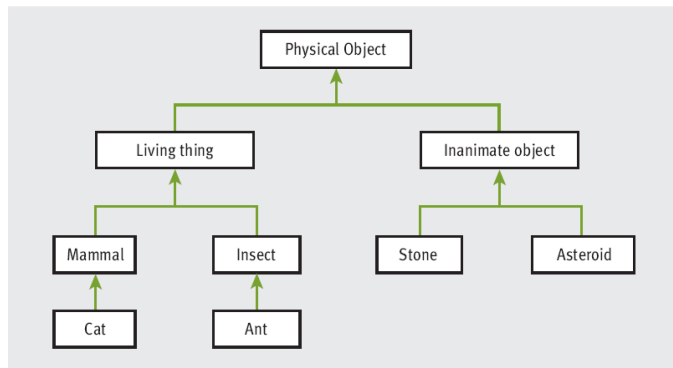 Physical Object
Living thing
Inanimate object
Mammal
Insect
Stone
Asteroid
Cat
Ant